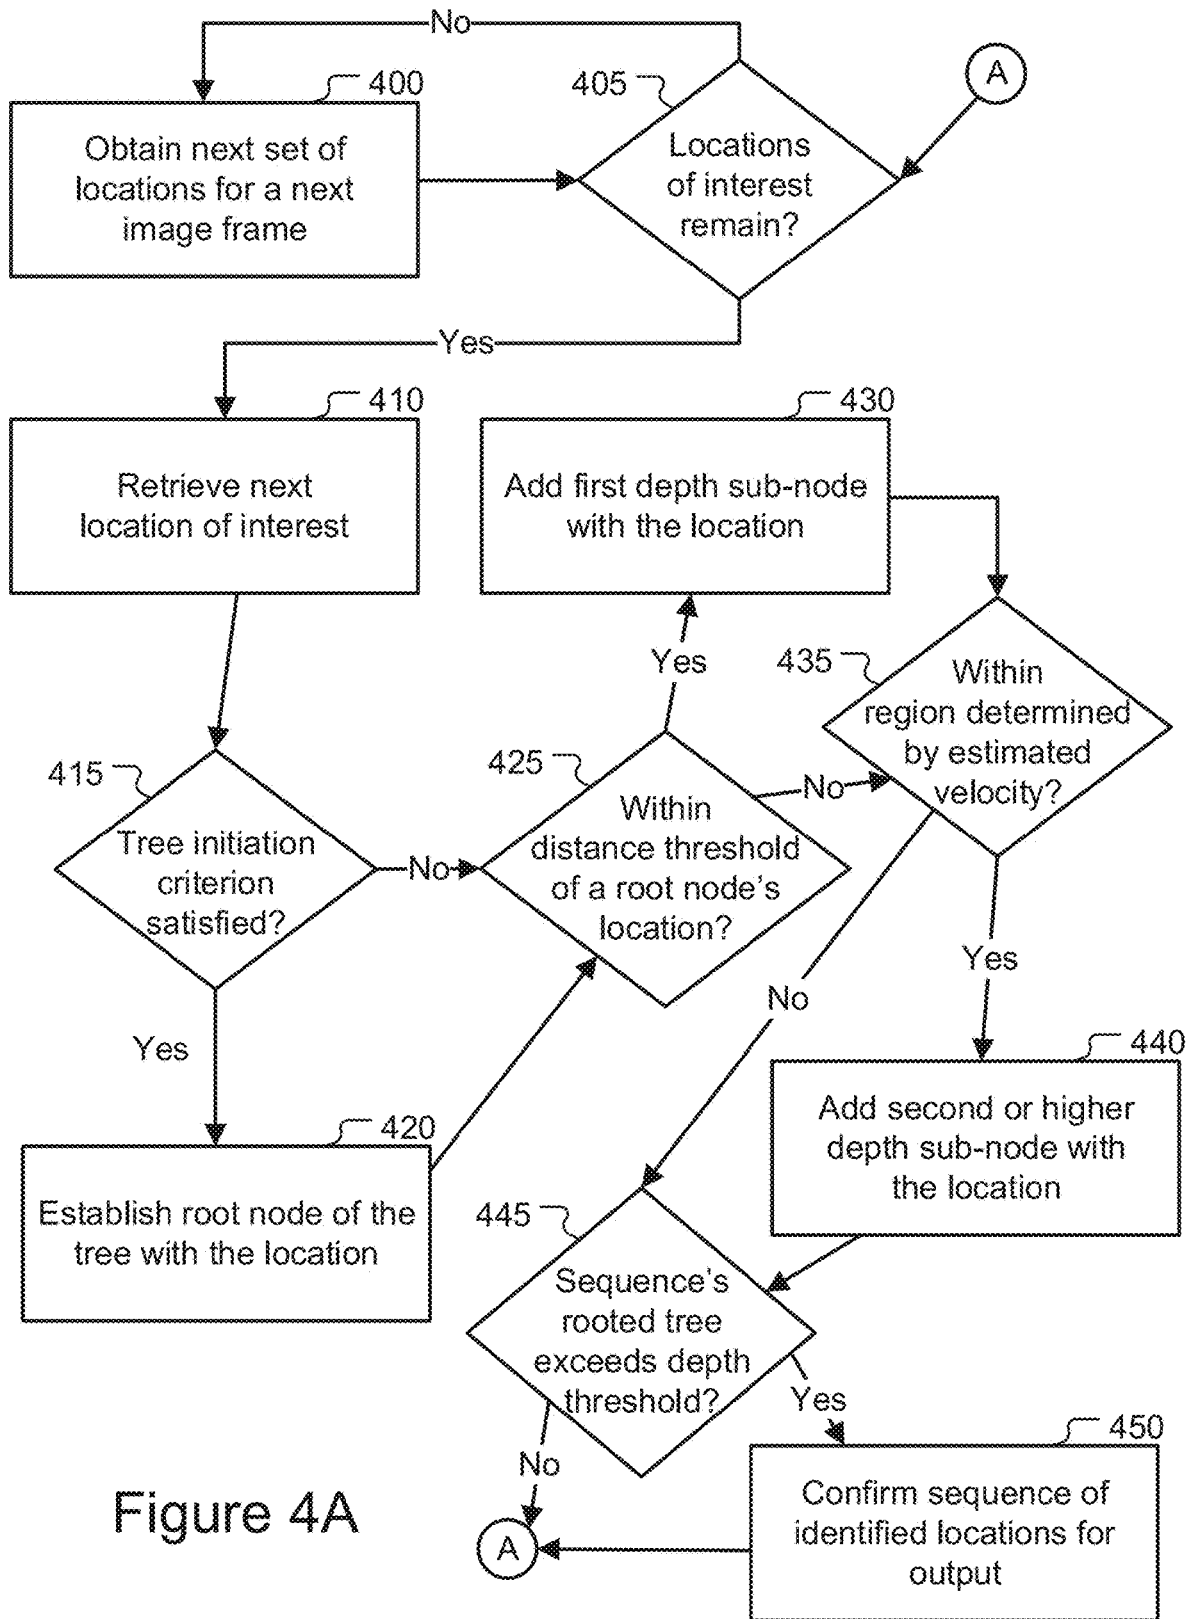 No
A
400
405
Obtain next set of
locations for a next
image frame
Locations
of interest
remain?
Yes
410
430
Retrieve next
location of interest
Add first depth sub-node
with the location
Yes
435
Within
region determined
by estimated
velocity?
415
425
No
Tree initiation
criterion
satisfied?
No
Within
distance threshold
of a root node's
location?
Yes
No
Yes
440
Add second or higher
depth sub-node with
the location
420
Establish root node of the
tree with the location
445
Sequence's
rooted tree
exceeds depth
threshold?
Yes
No
450
Confirm sequence of
identified locations for
output
A
Figure 4A